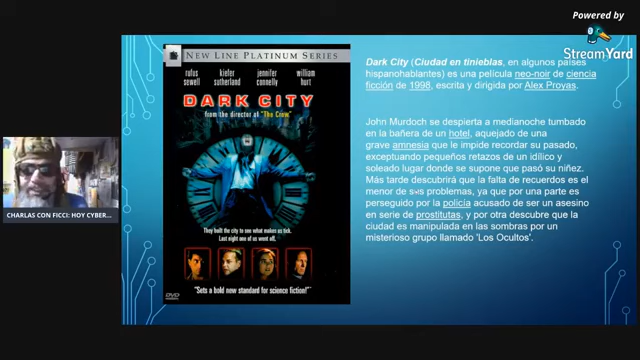 Powered by
StreamYard
NEW LINE PLATINUM SERIES
rufus sewell
kiefer sutherland
jennifer connelly
william hurt
DARK CITY
from the director of "The Crow"
They built the city to see what makes us tick.
Last night one of us went off.
"Sets a bold new standard for science fiction!"
DVD
Dark City (Ciudad en tinieblas, en algunos países
hispanohablantes) es una película neo-noir de ciencia
ficción de 1998, escrita y dirigida por Alex Proyas.
John Murdoch se despierta a medianoche tumbado
en la bañera de un hotel, aquejado de una
grave amnesia que le impide recordar su pasado,
exceptuando pequeños retazos de un idílico y
soleado lugar donde se supone que pasó su niñez.
Más tarde descubrirá que la falta de recuerdos es el
menor de sus problemas, ya que por una parte es
perseguido por la policía acusado de ser un asesino
en serie de prostitutas, y por otra descubre que la
ciudad es manipulada en las sombras por un
misterioso grupo llamado 'Los Ocultos'.
CHARLAS CON FICCI: HOY CYBER...